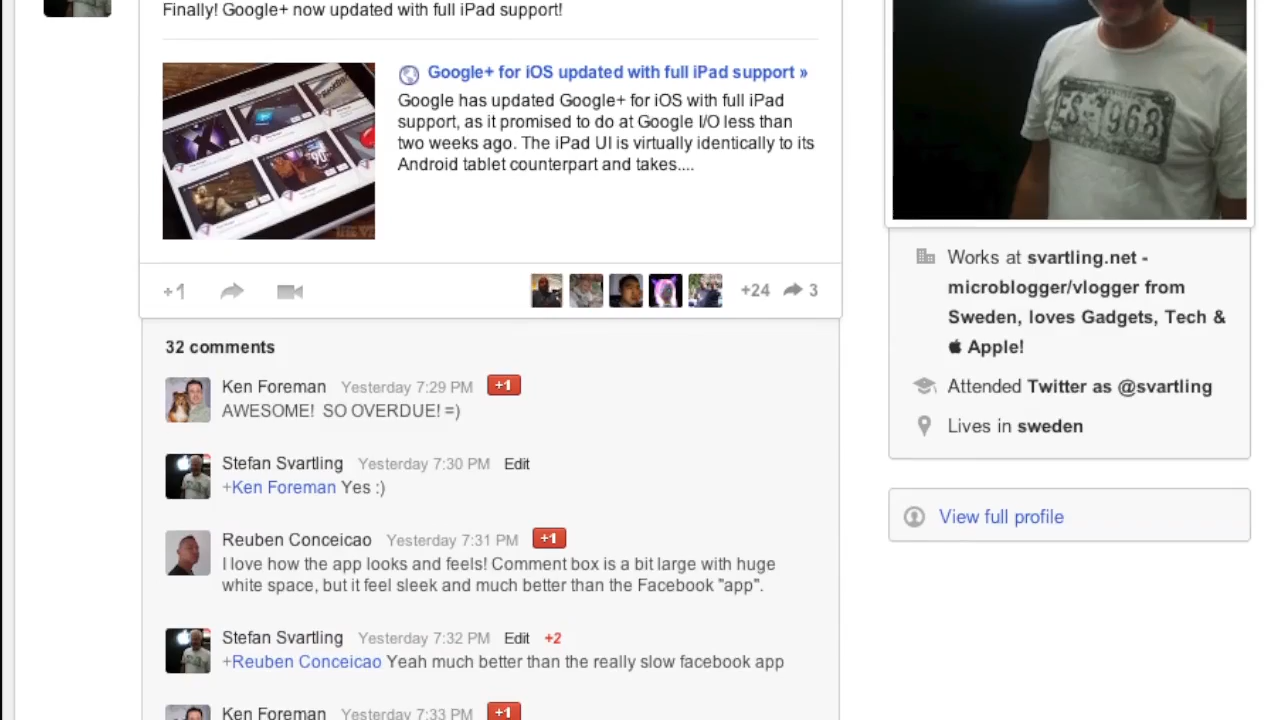 Finally! Google+ now updated with full iPad support!
Google+ for iOS updated with full iPad support »
Google has updated Google+ for iOS with full iPad
support, as it promised to do at Google I/O less than
two weeks ago. The iPad UI is virtually identically to its
Android tablet counterpart and takes....
+1
+24
3
32 comments
Ken Foreman Yesterday 7:29 PM +1
AWESOME! SO OVERDUE! =)
Stefan Svartling Yesterday 7:30 PM Edit
+Ken Foreman Yes :)
Reuben Conceicao Yesterday 7:31 PM +1
I love how the app looks and feels! Comment box is a bit large with huge
white space, but it feel sleek and much better than the Facebook "app".
Stefan Svartling Yesterday 7:32 PM Edit +2
+Reuben Conceicao Yeah much better than the really slow facebook app
Ken Foreman Yesterday 7:33 PM +1
Works at svartling.net -
microblogger/vlogger from
Sweden, loves Gadgets, Tech &
Apple!
Attended Twitter as @svartling
Lives in sweden
View full profile